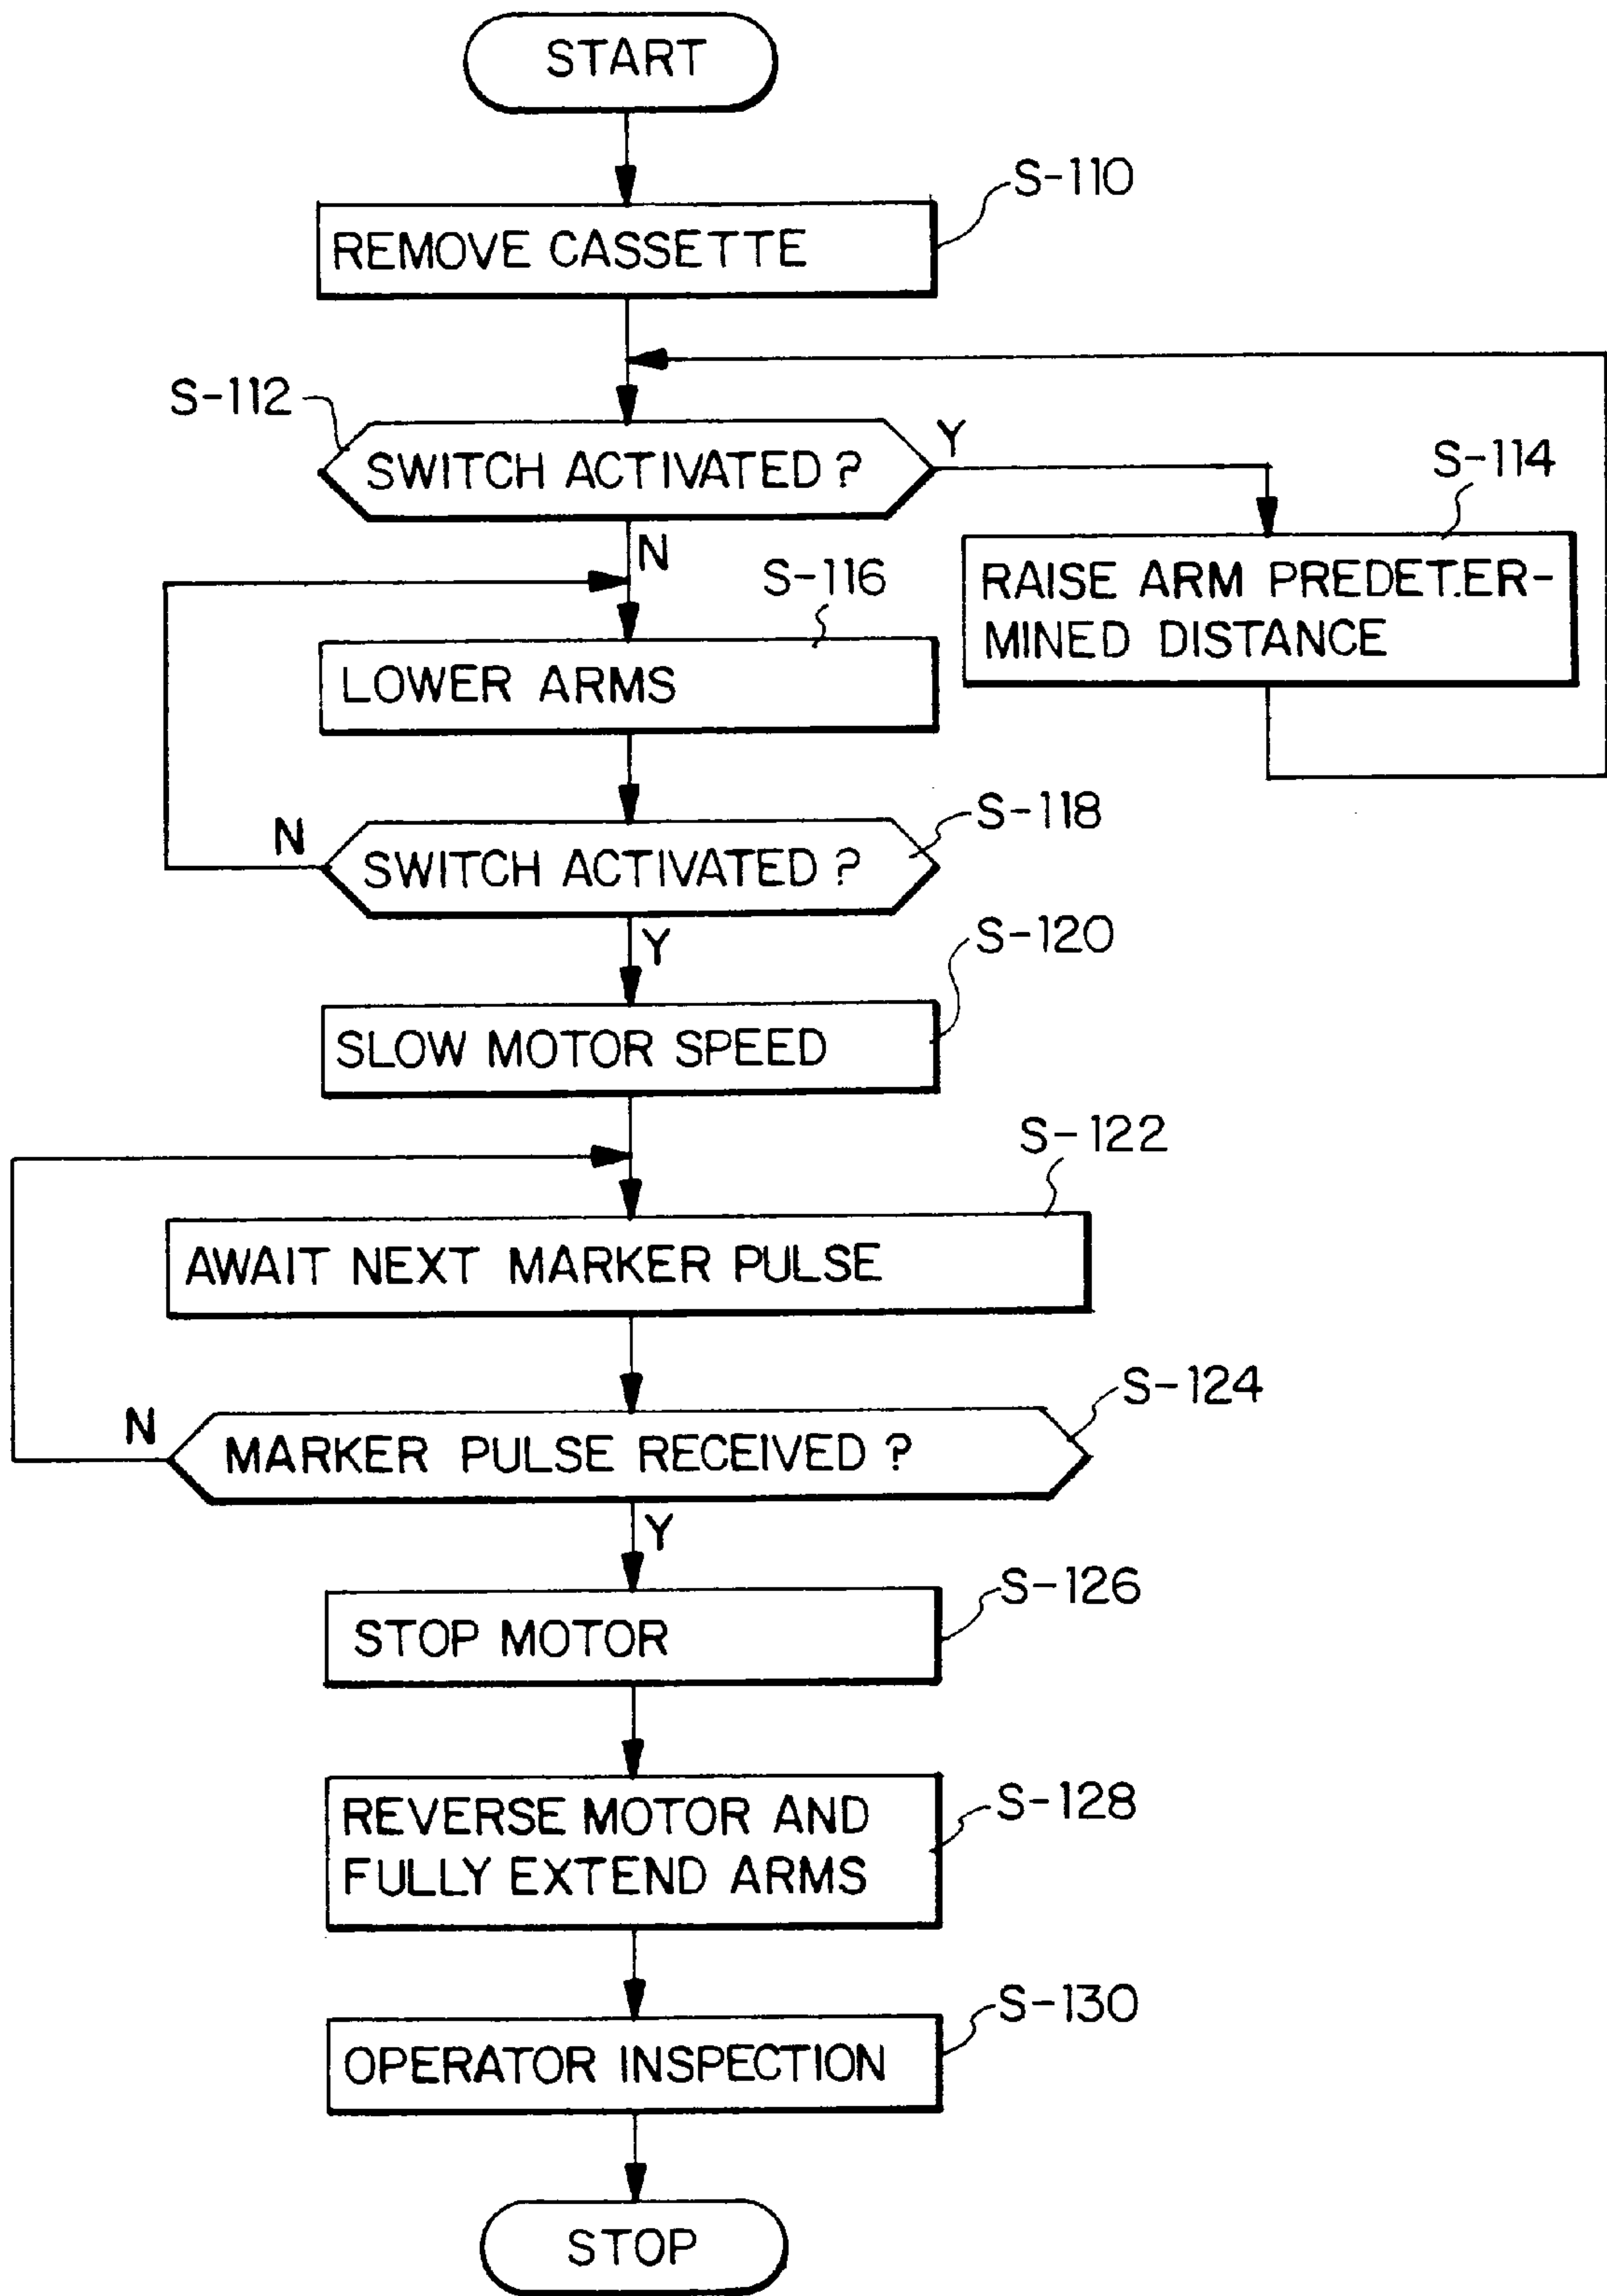 START
S-110
REMOVE CASSETTE
S-112
SWITCH ACTIVATED ?
Y
S-114
RAISE ARM PREDETER-
MINED DISTANCE
N
S-116
LOWER ARMS
S-118
N
SWITCH ACTIVATED ?
Y
S-120
SLOW MOTOR SPEED
S-122
AWAIT NEXT MARKER PULSE
S-124
N
MARKER PULSE RECEIVED ?
Y
S-126
STOP MOTOR
S-128
REVERSE MOTOR AND
FULLY EXTEND ARMS
S-130
OPERATOR INSPECTION
STOP